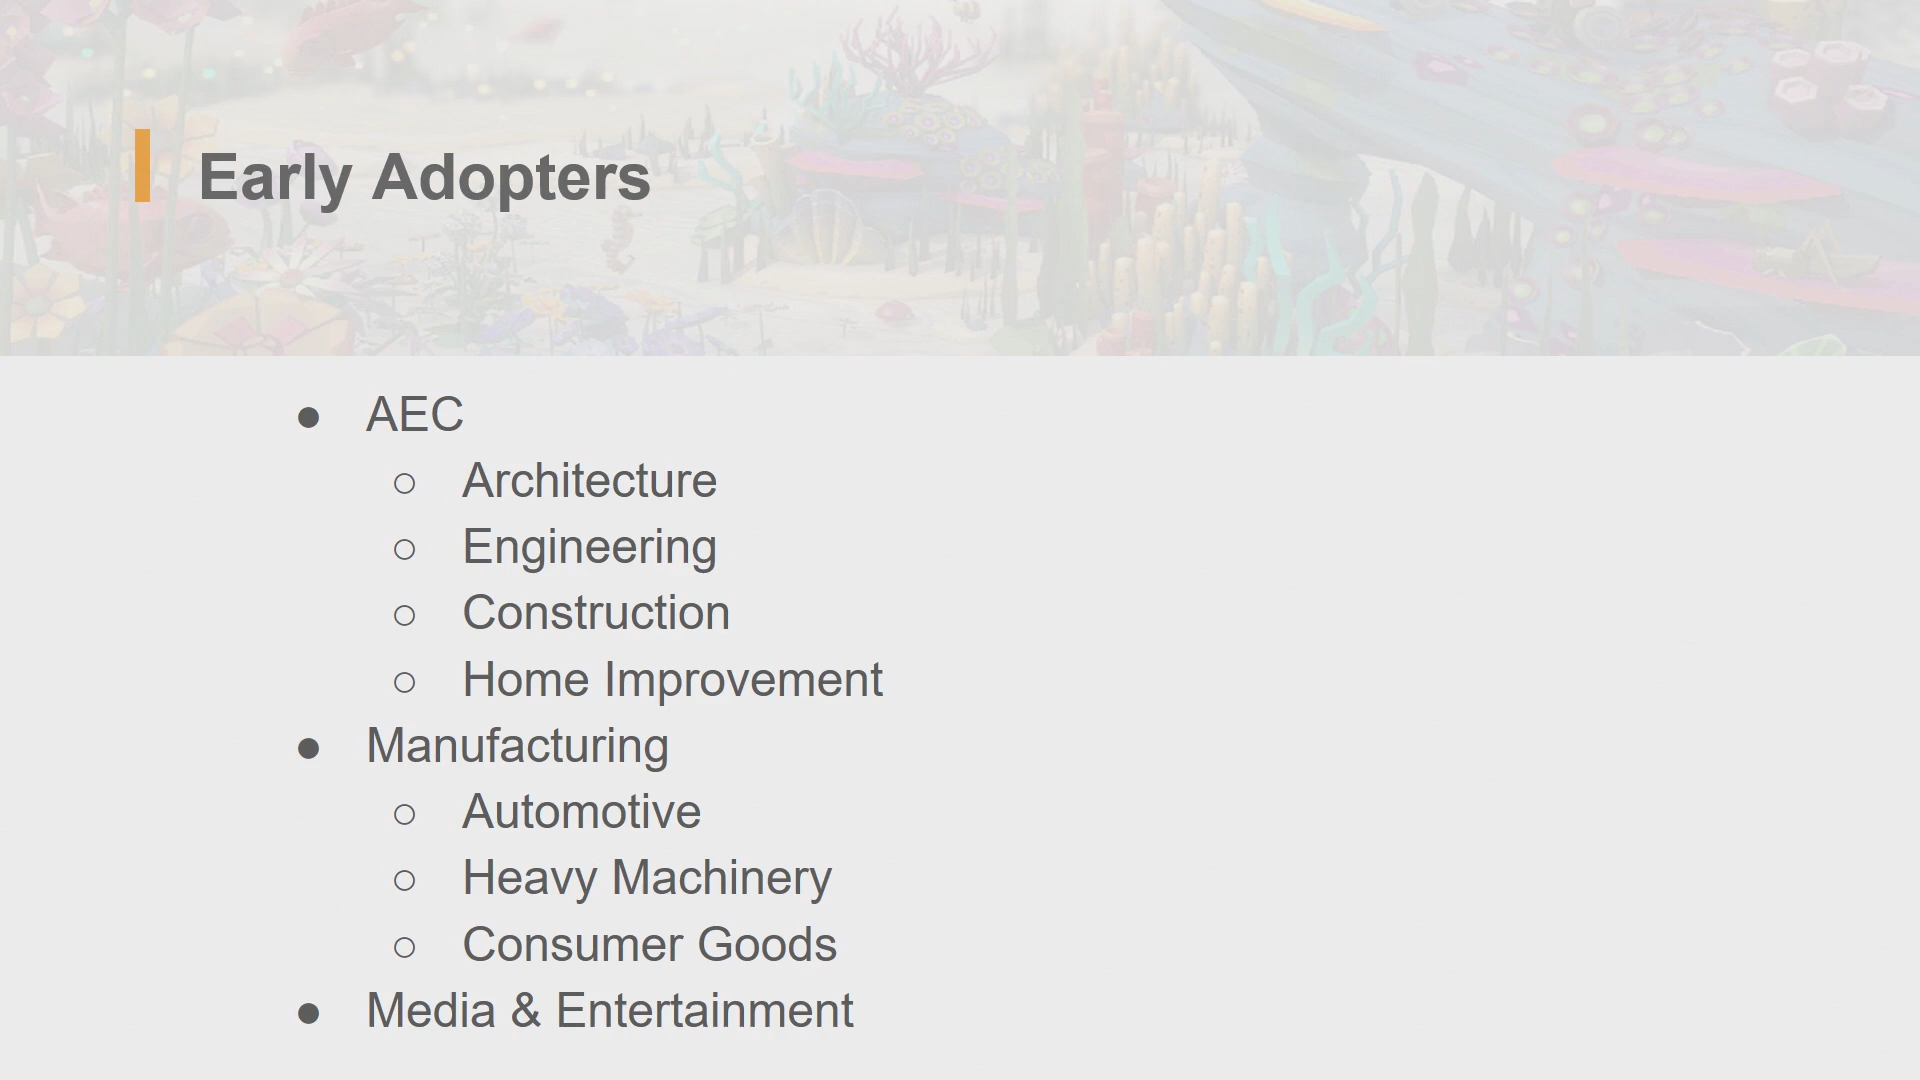 Early Adopters
● AEC
○ Architecture
○ Engineering
○ Construction
○ Home Improvement
● Manufacturing
○ Automotive
○ Heavy Machinery
○ Consumer Goods
● Media & Entertainment